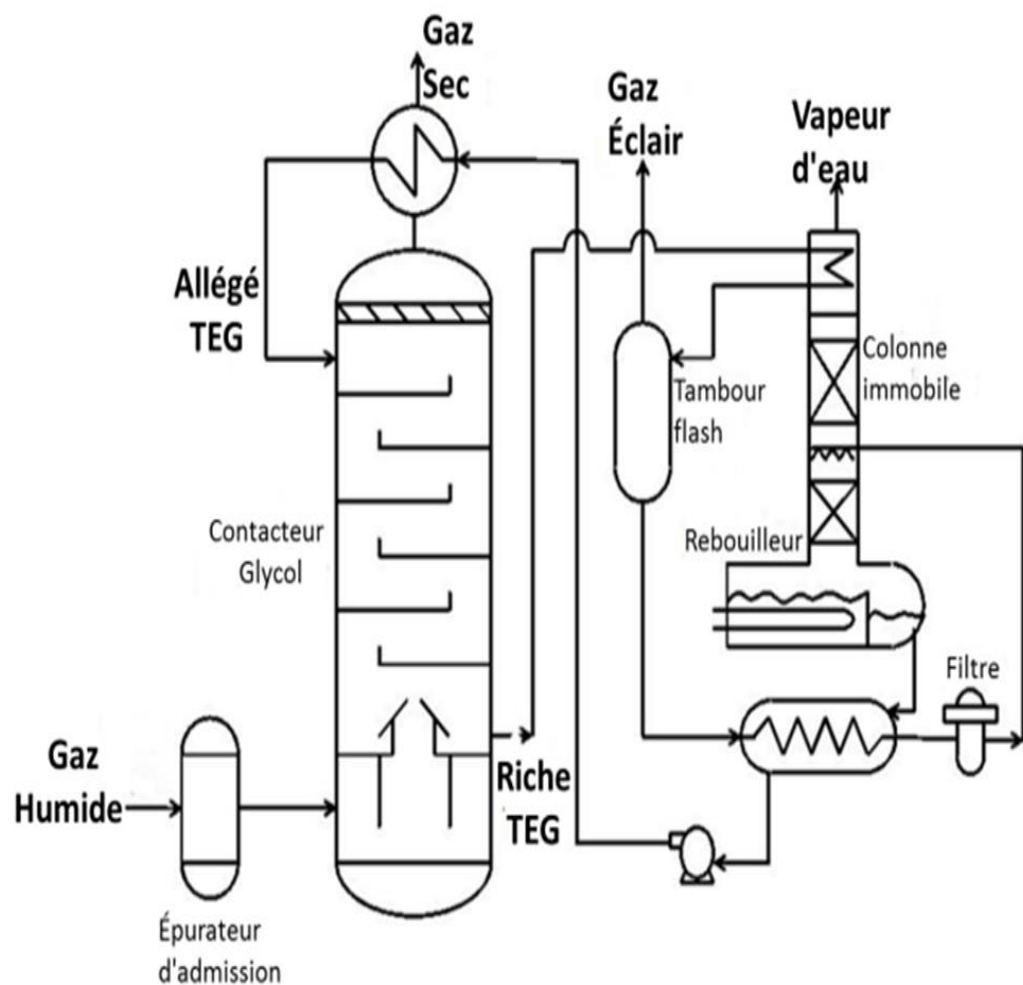 Gaz
Sec
Gaz
Éclair
Vapeur
d'eau
Allégé
TEG
Colonne
immobile
Tambour
flash
Contacteur
Glycol
Rebouilleur
Filtre
Gaz
Humide
Riche
TEG
Épurateur
d'admission